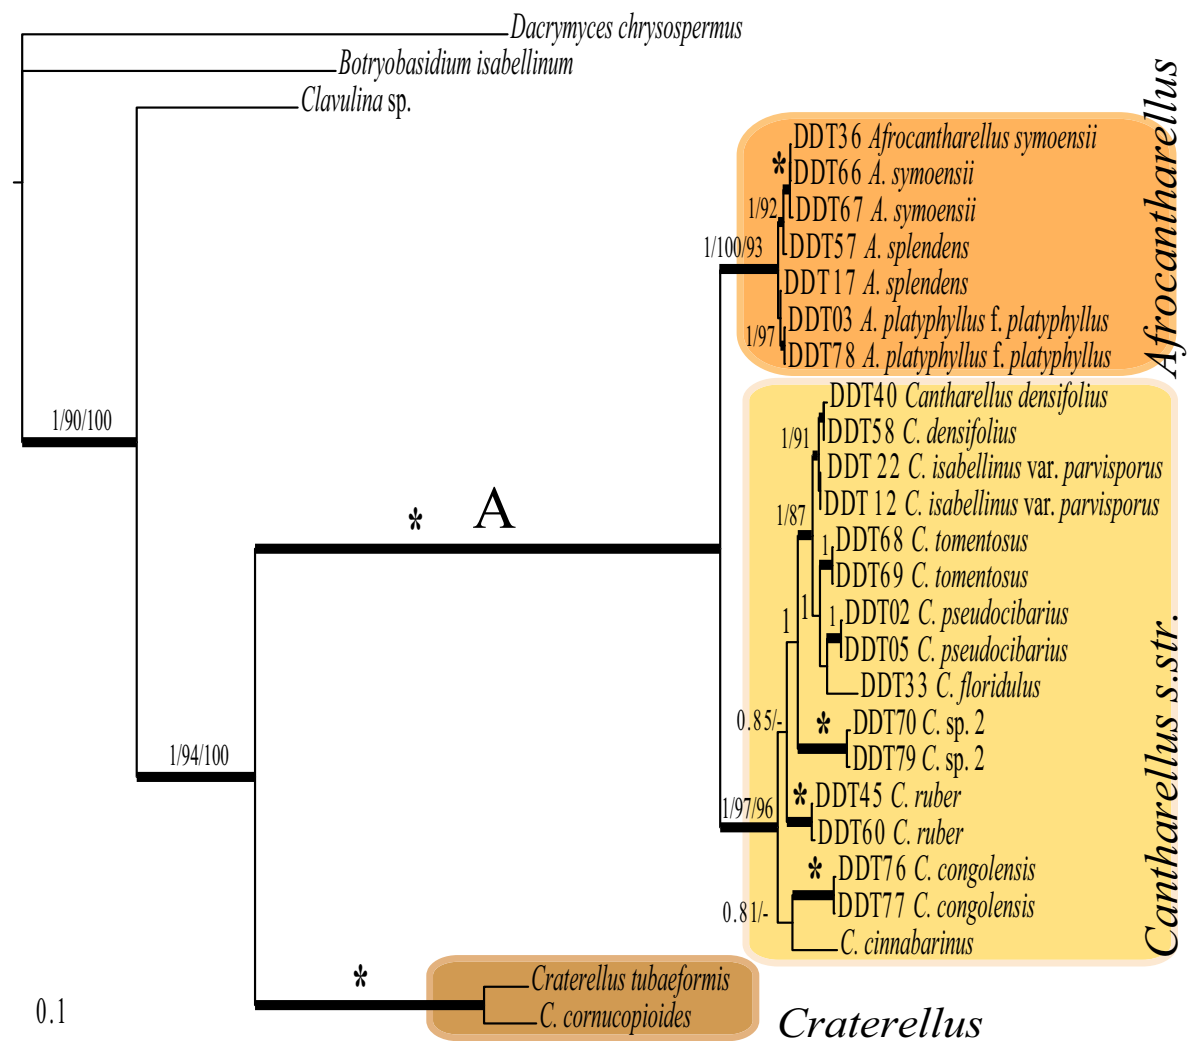 Dacrymyces chrysospermus
Botryobasidium isabellinum
Clavulina sp.
DDT36 Afrocantharellus symoensii
*
DDT66 A. symoensii
1/92
DDT67 A. symoensii
1/100/93
DDT57 A. splendens
DDT17 A. splendens
DDT03 A. platyphyllus f. platyphyllus
1/97
DDT78 A. platyphyllus f. platyphyllus
Afrocantharellus
DDT40 Cantharellus densifolius
1/90/100
1/91
DDT58 C. densifolius
DDT 22 C. isabellinus var. parvisporus
DDT 12 C. isabellinus var. parvisporus
* A
1/87
DDT68 C. tomentosus
1
DDT69 C. tomentosus
1
DDT02 C. pseudocibarius
1
1
DDT05 C. pseudocibarius
DDT33 C. floridulus
0.85/-
*
DDT70 C. sp. 2
DDT79 C. sp. 2
1/94/100
*
DDT45 C. ruber
1/97/96
DDT60 C. ruber
*
DDT76 C. congolensis
DDT77 C. congolensis
0.81/-
C. cinnabarinus
Cantharellus s.str.
*
Craterellus tubaeformis
C. cornucopioides
Craterellus
0.1